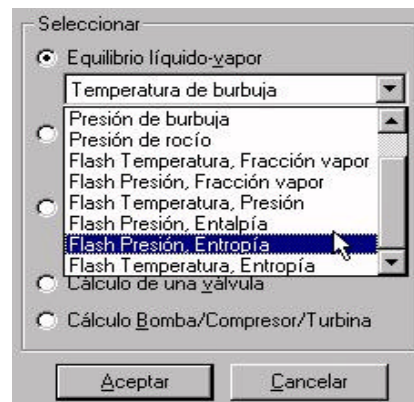 Seleccionar
Equilibrio líquido-vapor
Temperatura de burbuja
Presión de burbuja
Presión de rocío
Flash Temperatura, Fracción vapor
Flash Presión, Fracción vapor
Flash Temperatura, Presión
Flash Presión, Entalpía
Flash Presión, Entropía
Flash Temperatura, Entropía
Cálculo de una válvula
Cálculo Bomba/Compresor/Turbina
Aceptar
Cancelar